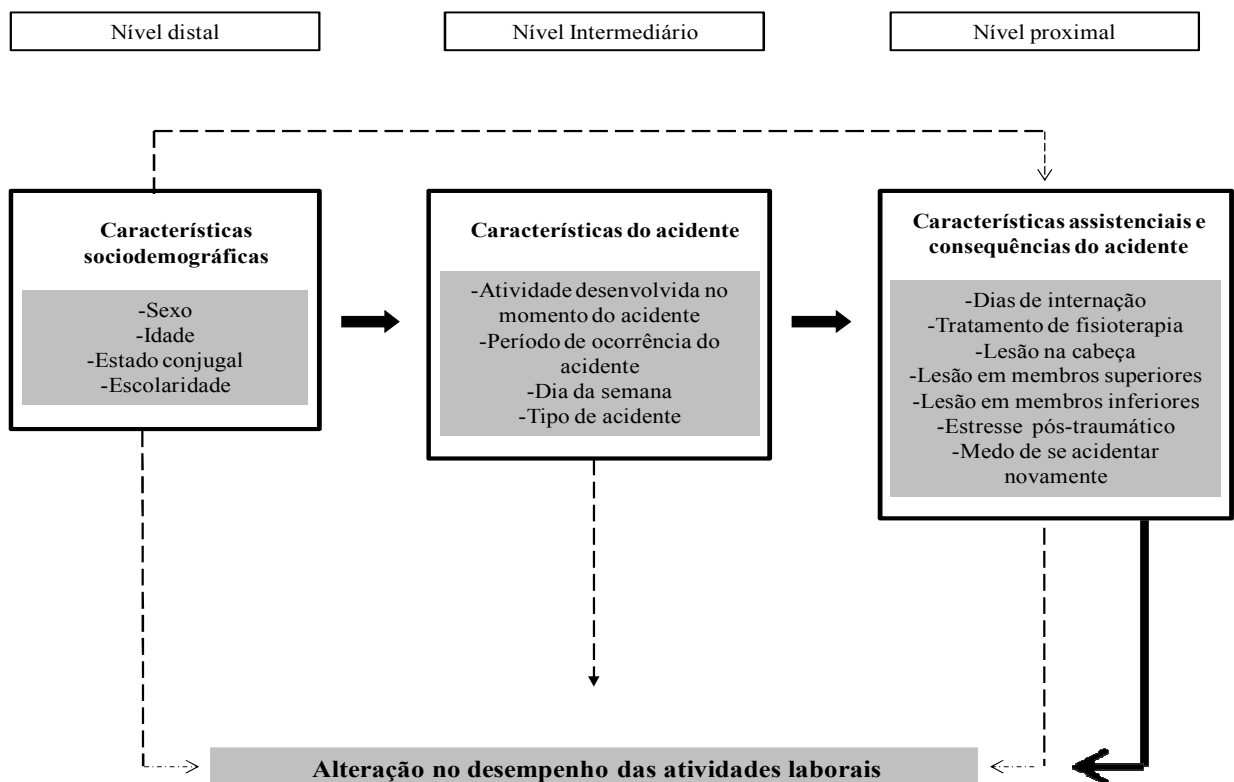 Nível distal
Nível Intermediário
Nível proximal
Características
sociodemográficas
-Sexo
-Idade
-Estado conjugal
-Escolaridade
Características do acidente
-Atividade desenvolvida no
momento do acidente
-Período de ocorrência do
acidente
-Dia da semana
-Tipo de acidente
Características assistenciais e
consequências do acidente
-Dias de internação
-Tratamento de fisioterapia
-Lesão na cabeça
-Lesão em membros superiores
-Lesão em membros inferiores
-Estresse pós-traumático
-Medo de se acidentar
novamente
Alteração no desempenho das atividades laborais